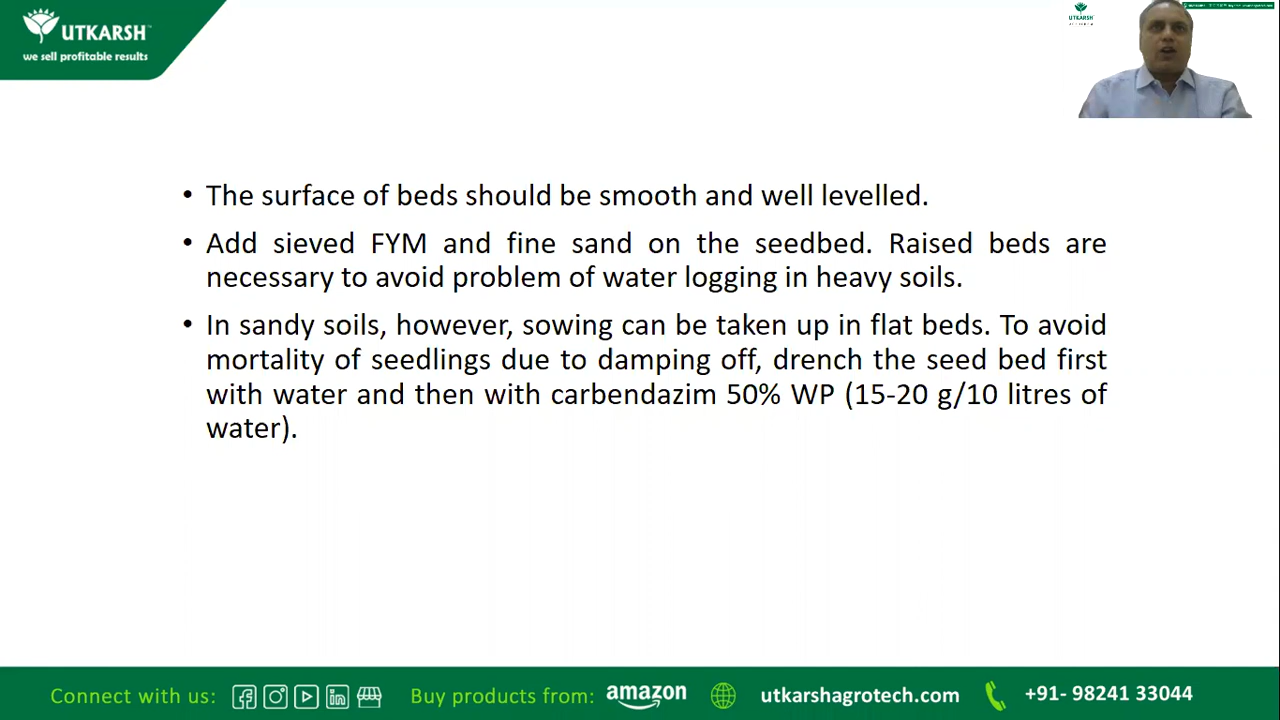 UTKARSH
we sell profitable results
UTKARSH
• The surface of beds should be smooth and well levelled.
• Add sieved FYM and fine sand on the seedbed. Raised beds are
necessary to avoid problem of water logging in heavy soils.
• In sandy soils, however, sowing can be taken up in flat beds. To avoid
mortality of seedlings due to damping off, drench the seed bed first
with water and then with carbendazim 50% WP (15-20 g/10 litres of
water).
Connect with us: Buy products from: amazon utkarshagrotech.com +91- 98241 33044